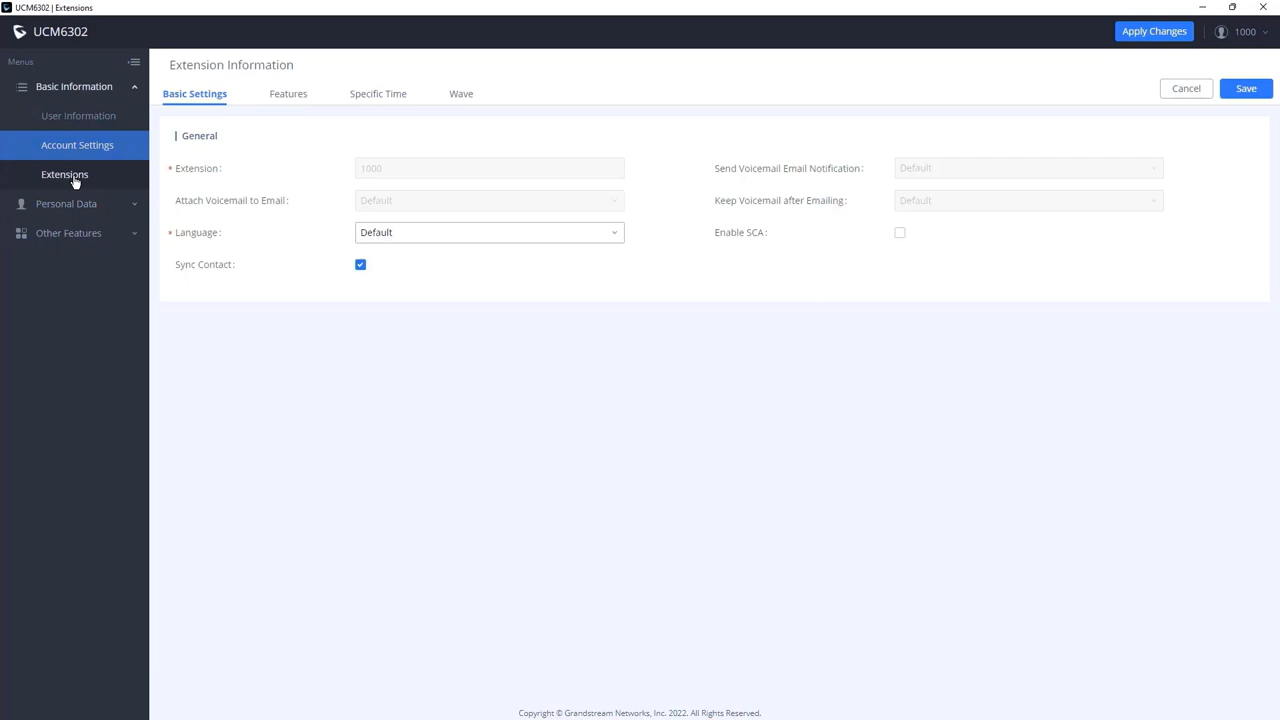 UCM6302 | Extensions
UCM6302
Apply Changes
1000
Menus
Basic Information
User Information
Account Settings
Extensions
Personal Data
Other Features
Extension Information
Basic Settings
Features
Specific Time
Wave
Cancel
Save
General
* Extension:
1000
Send Voicemail Email Notification:
Default
Attach Voicemail to Email:
Default
Keep Voicemail after Emailing:
Default
* Language:
Default
Enable SCA:
Sync Contact:
Copyright © Grandstream Networks, Inc. 2022. All Rights Reserved.